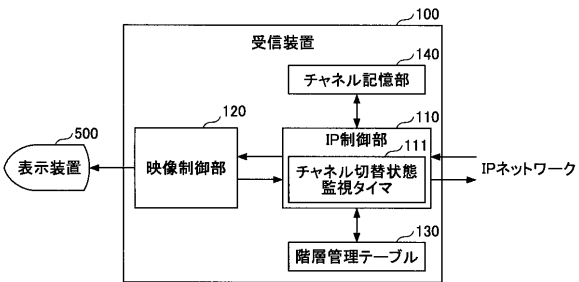 100
受信装置
140
チャネル記憶部
120
110
500
IP制御部
111
表示装置
映像制御部
チャネル切替状態
監視タイマ
IPネットワーク
130
階層管理テーブル